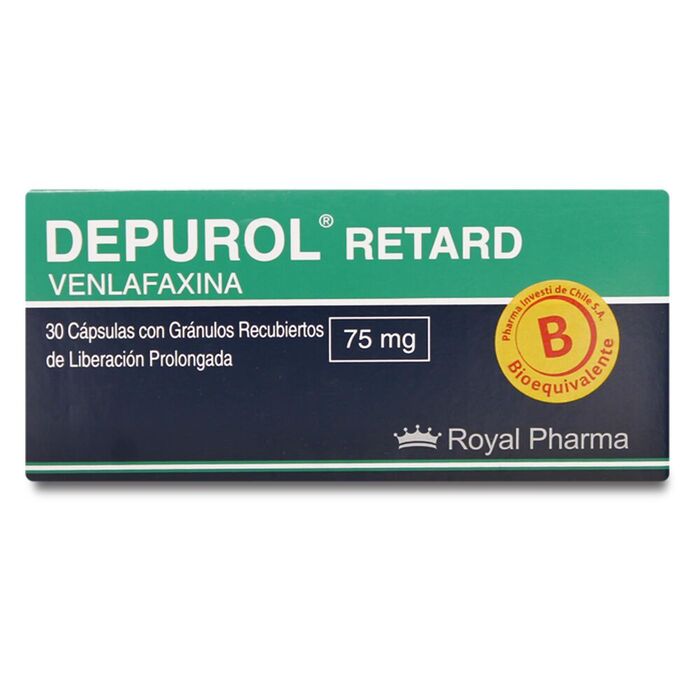 DEPUROL® RETARD
VENLAFAXINA
30 Cápsulas con Gránulos Recubiertos
de Liberación Prolongada
75 mg
Pharma Investi de Chile S.A.
B
Bioequivalente
Royal Pharma